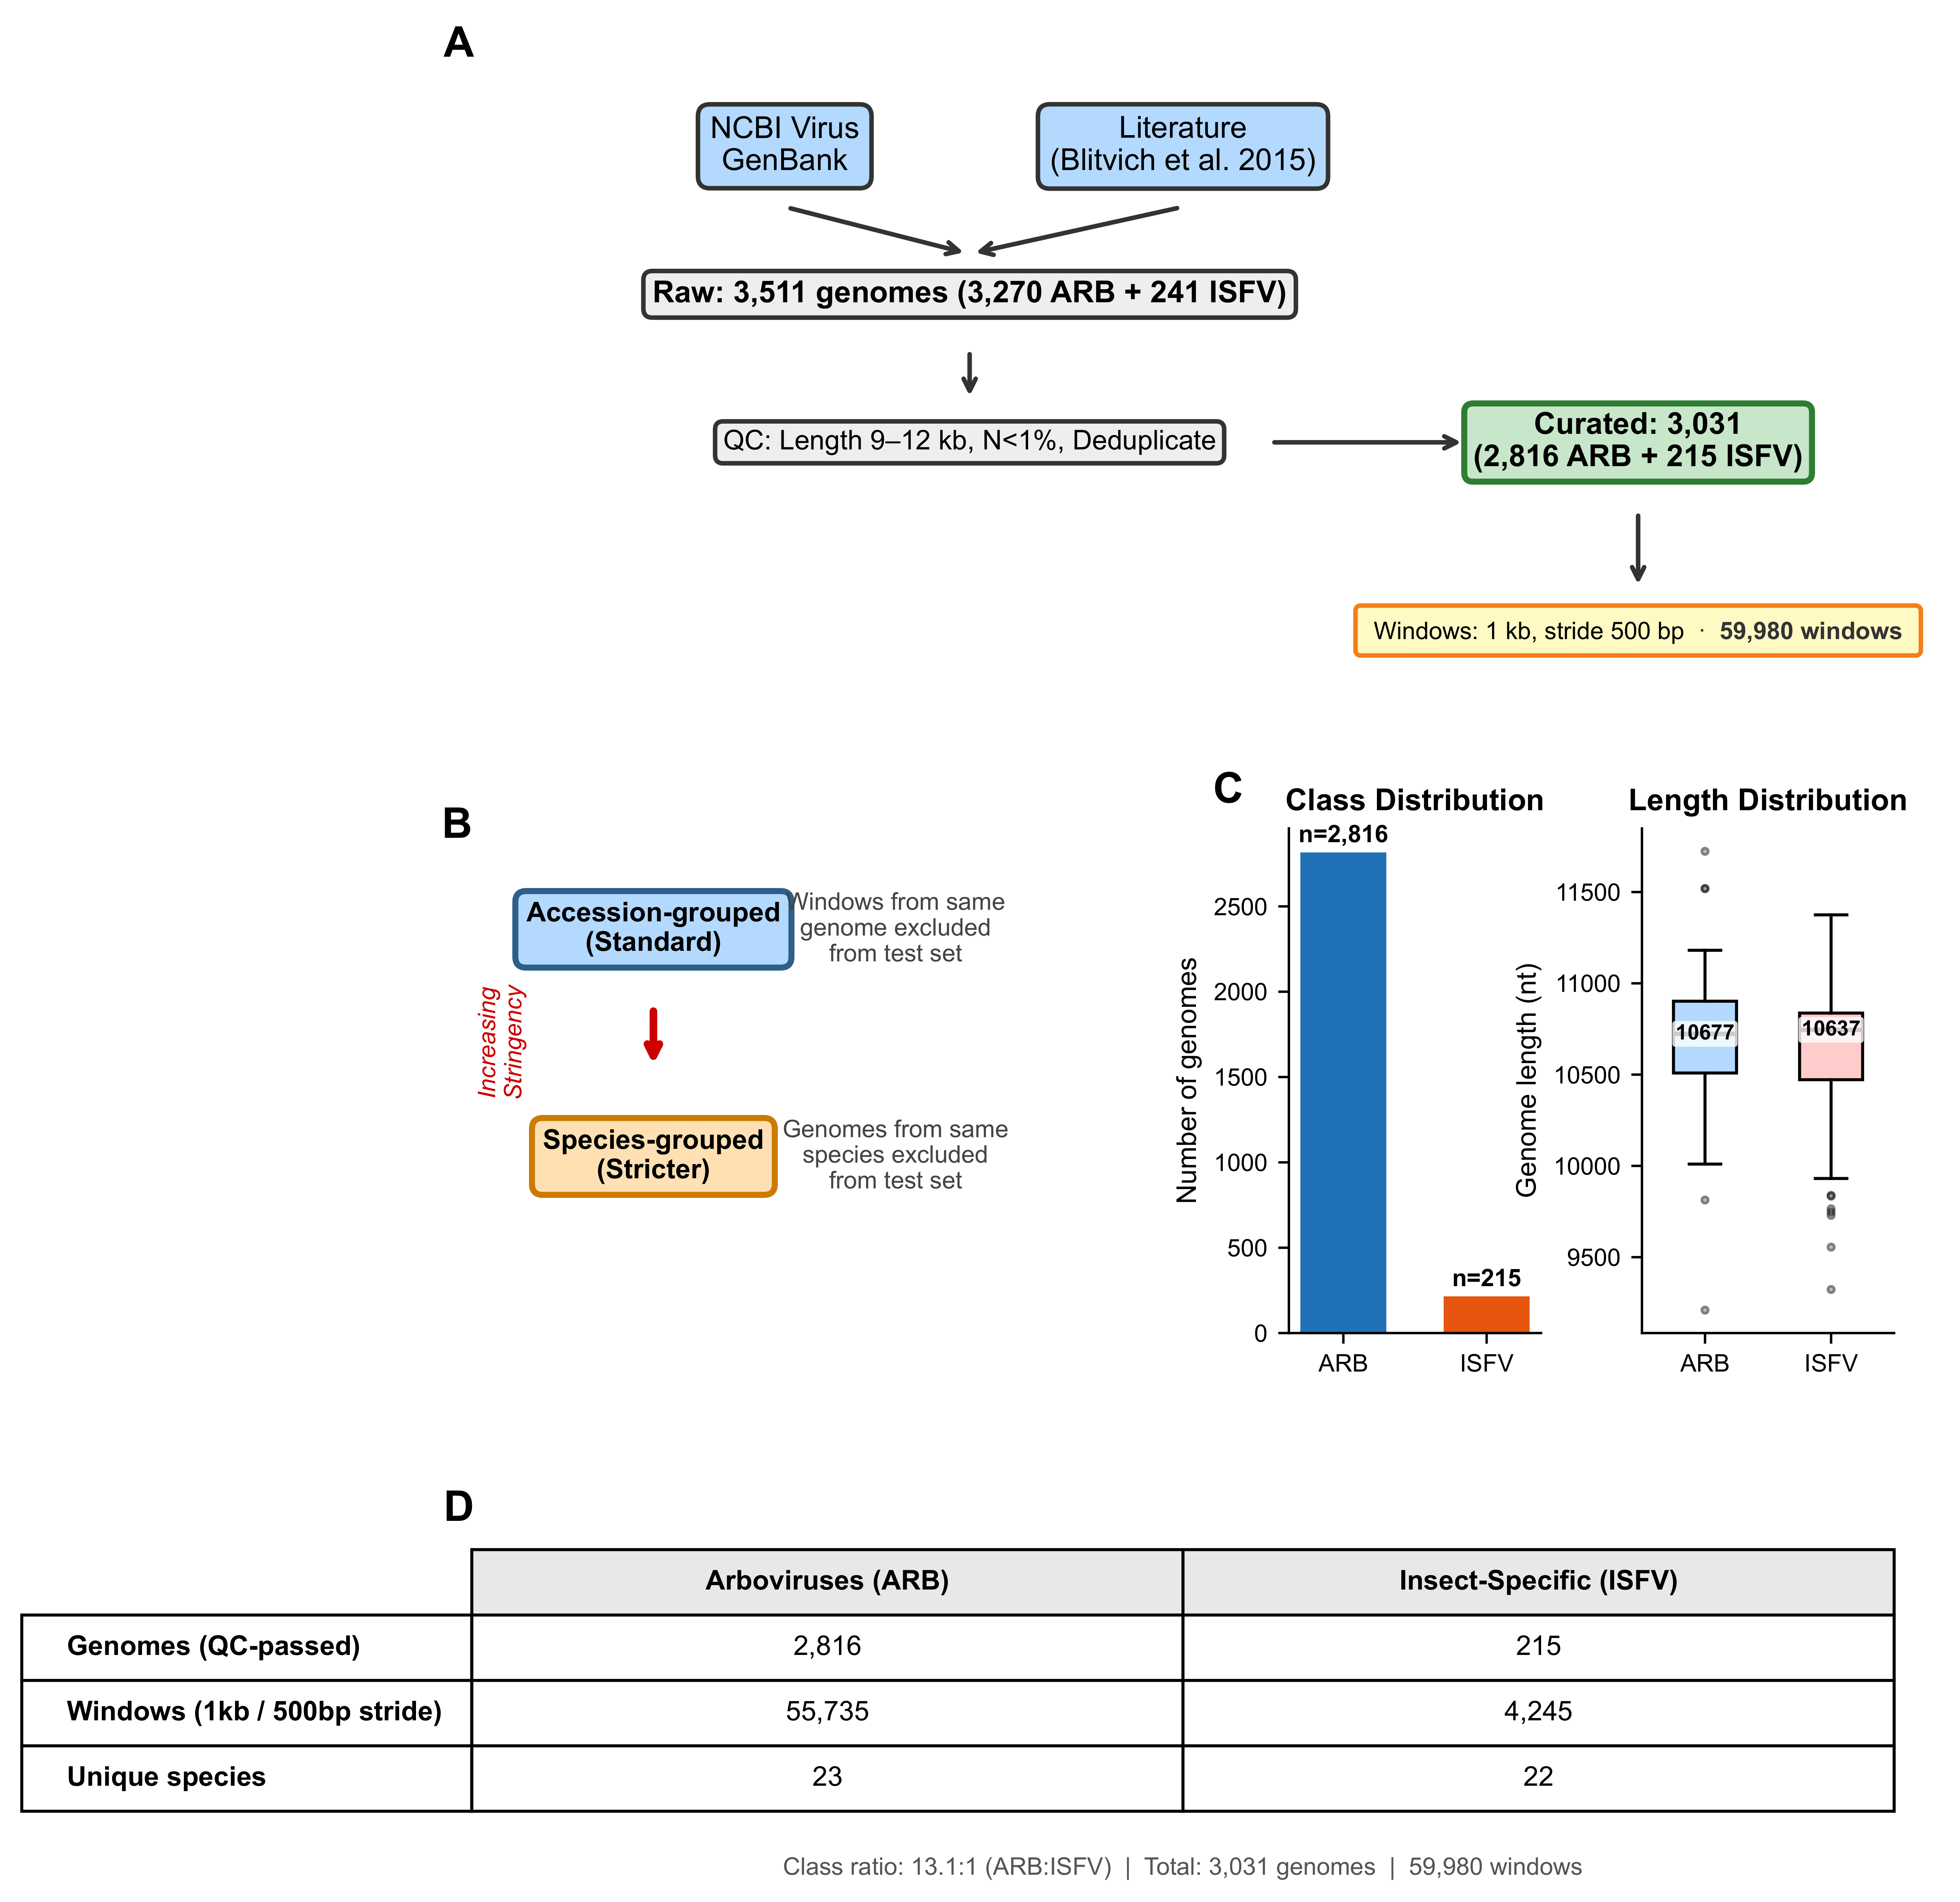 A
NCBI Virus
GenBank
Literature
(Blitvich et al. 2015)
Raw: 3,511 genomes (3,270 ARB + 241 ISFV)
QC: Length 9–12 kb, N<1%, Deduplicate
Curated: 3,031
(2,816 ARB + 215 ISFV)
Windows: 1 kb, stride 500 bp · 59,980 windows
B
Accession-grouped
(Standard)
Windows from same
genome excluded
from test set
Increasing
Stringency
Species-grouped
(Stricter)
Genomes from same
species excluded
from test set
C
Class Distribution
n=2,816
n=215
Number of genomes
2500
2000
1500
1000
500
0
ARB
ISFV
Length Distribution
Genome length (nt)
11500
11000
10500
10000
9500
10677
10637
ARB
ISFV
D
Arboviruses (ARB)
Insect-Specific (ISFV)
Genomes (QC-passed)
2,816
215
Windows (1kb / 500bp stride)
55,735
4,245
Unique species
23
22
Class ratio: 13.1:1 (ARB:ISFV) | Total: 3,031 genomes | 59,980 windows